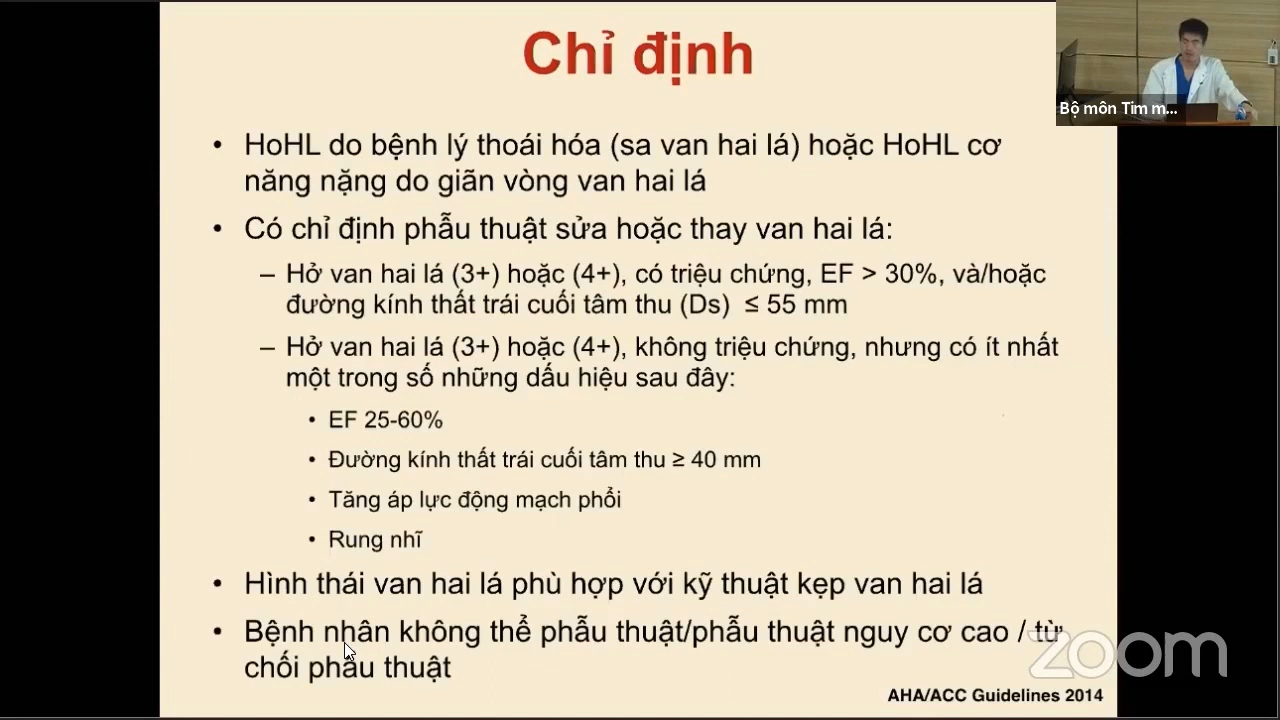 Chỉ định
Bộ môn Tim m...
• HoHL do bệnh lý thoái hóa (sa van hai lá) hoặc HoHL cơ
năng nặng do giãn vòng van hai lá
• Có chỉ định phẫu thuật sửa hoặc thay van hai lá:
– Hở van hai lá (3+) hoặc (4+), có triệu chứng, EF > 30%, và/hoặc
đường kính thất trái cuối tâm thu (Ds) ≤ 55 mm
– Hở van hai lá (3+) hoặc (4+), không triệu chứng, nhưng có ít nhất
một trong số những dấu hiệu sau đây:
• EF 25-60%
• Đường kính thất trái cuối tâm thu ≥ 40 mm
• Tăng áp lực động mạch phổi
• Rung nhĩ
• Hình thái van hai lá phù hợp với kỹ thuật kẹp van hai lá
• Bệnh nhân không thể phẫu thuật/phẫu thuật nguy cơ cao / từ
chối phẫu thuật
zoom
AHA/ACC Guidelines 2014